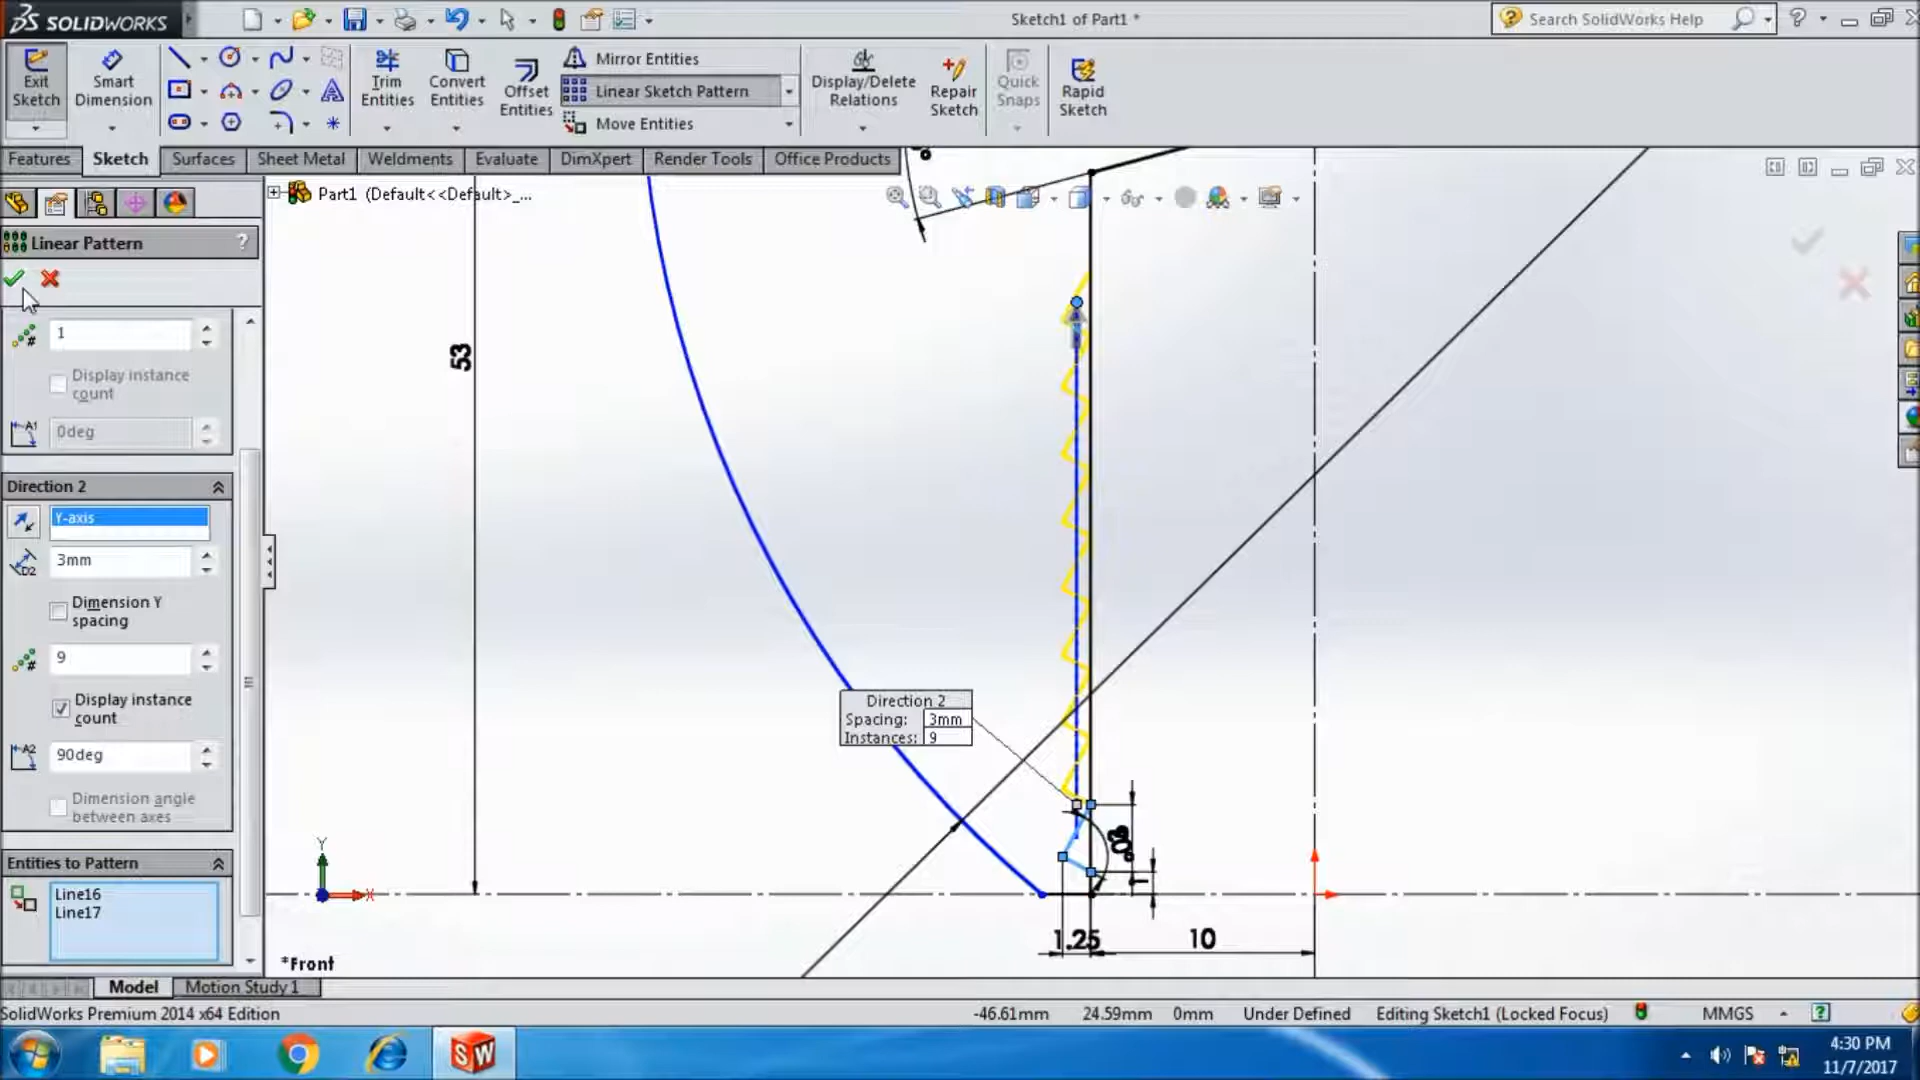 SOLIDWORKS
Sketch1 of Part1 *
Search SolidWorks Help
Exit Sketch
Smart Dimension
Trim Entities
Convert Entities
Offset Entities
Mirror Entities
Linear Sketch Pattern
Move Entities
Display/Delete Relations
Repair Sketch
Quick Snaps
Rapid Sketch
Features
Sketch
Surfaces
Sheet Metal
Weldments
Evaluate
DimXpert
Render Tools
Office Products
Part1 (Default<<Default>_...
Linear Pattern
?
1
Display instance count
A1
0deg
Direction 2
Y-axis
D2
3mm
Dimension Y spacing
9
Display instance count
A2
90deg
Dimension angle between axes
Entities to Pattern
Line16
Line17
53
Direction 2
Spacing: 3mm
Instances: 9
1
1.25
10
Y
X
*Front
Model
Motion Study 1
SolidWorks Premium 2014 x64 Edition
-46.61mm
24.59mm
0mm
Under Defined
Editing Sketch1 (Locked Focus)
MMGS
?
SW
4:30 PM
11/7/2017